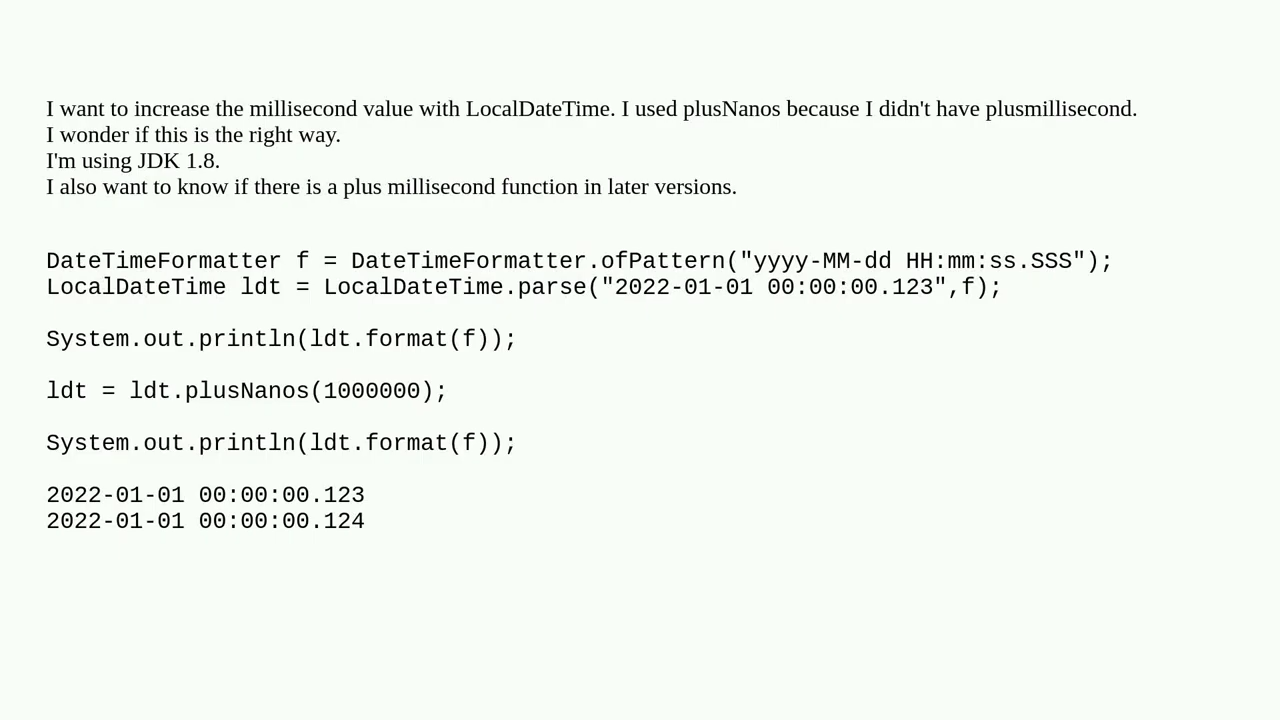 I want to increase the millisecond value with LocalDateTime. I used plusNanos because I didn't have plusmillisecond.
I wonder if this is the right way.
I'm using JDK 1.8.
I also want to know if there is a plus millisecond function in later versions.
DateTimeFormatter f = DateTimeFormatter.ofPattern("yyyy-MM-dd HH:mm:ss.SSS");
LocalDateTime ldt = LocalDateTime.parse("2022-01-01 00:00:00.123",f);
System.out.println(ldt.format(f));
ldt = ldt.plusNanos(1000000);
System.out.println(ldt.format(f));
2022-01-01 00:00:00.123
2022-01-01 00:00:00.124